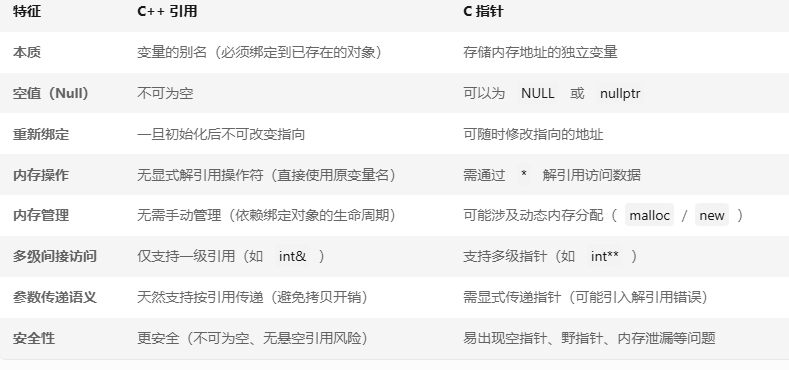 特征 C++ 引用 C 指针
本质 变量的别名（必须绑定到已存在的对象） 存储内存地址的独立变量
空值（Null） 不可为空 可以为 NULL 或 nullptr
重新绑定 一旦初始化后不可改变指向 可随时修改指向的地址
内存操作 无显式解引用操作符（直接使用原变量名） 需通过 * 解引用访问数据
内存管理 无需手动管理（依赖绑定对象的生命周期） 可能涉及动态内存分配（ malloc / new ）
多级间接访问 仅支持一级引用（如 int& ） 支持多级指针（如 int** ）
参数传递语义 天然支持按引用传递（避免拷贝开销） 需显式传递指针（可能引入解引用错误）
安全性 更安全（不可为空、无悬空引用风险） 易出现空指针、野指针、内存泄漏等问题